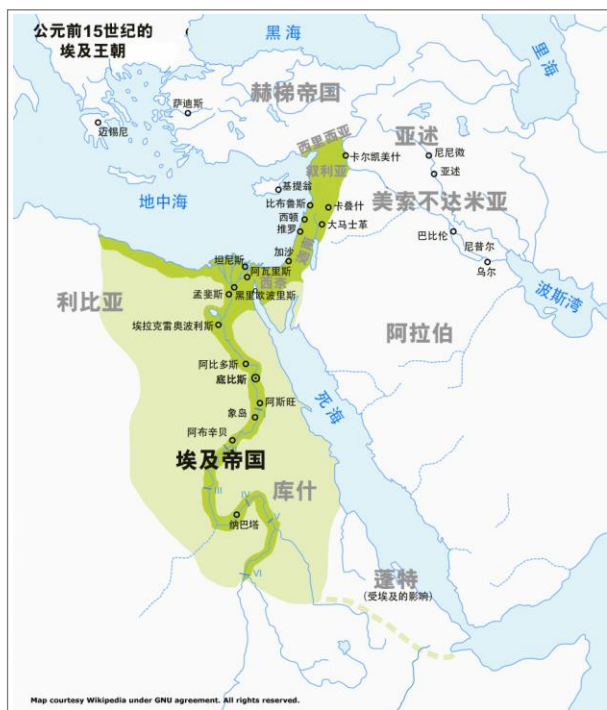 公元前15世纪的
埃及王朝
黑海
里海
萨迪斯
赫梯帝国
迈锡尼
西里西亚
亚述
卡尔凯美什
尼尼微
叙利亚
亚述
基提翁
地中海
比布鲁斯
卡叠什
美索不达米亚
西顿
推罗
大马士革
巴比伦
尼普尔
加沙
乌尔
坦尼斯
阿瓦里斯
西奈
波斯湾
利比亚
孟斐斯
黑里欧波里斯
埃拉克雷奥波利斯
阿拉伯
阿比多斯
底比斯
死海
阿斯旺
象岛
阿布辛贝
埃及帝国
库什
III
IV
V
纳巴塔
VI
蓬特
(受埃及的影响)
Map courtesy Wikipedia under GNU agreement. All rights reserved.